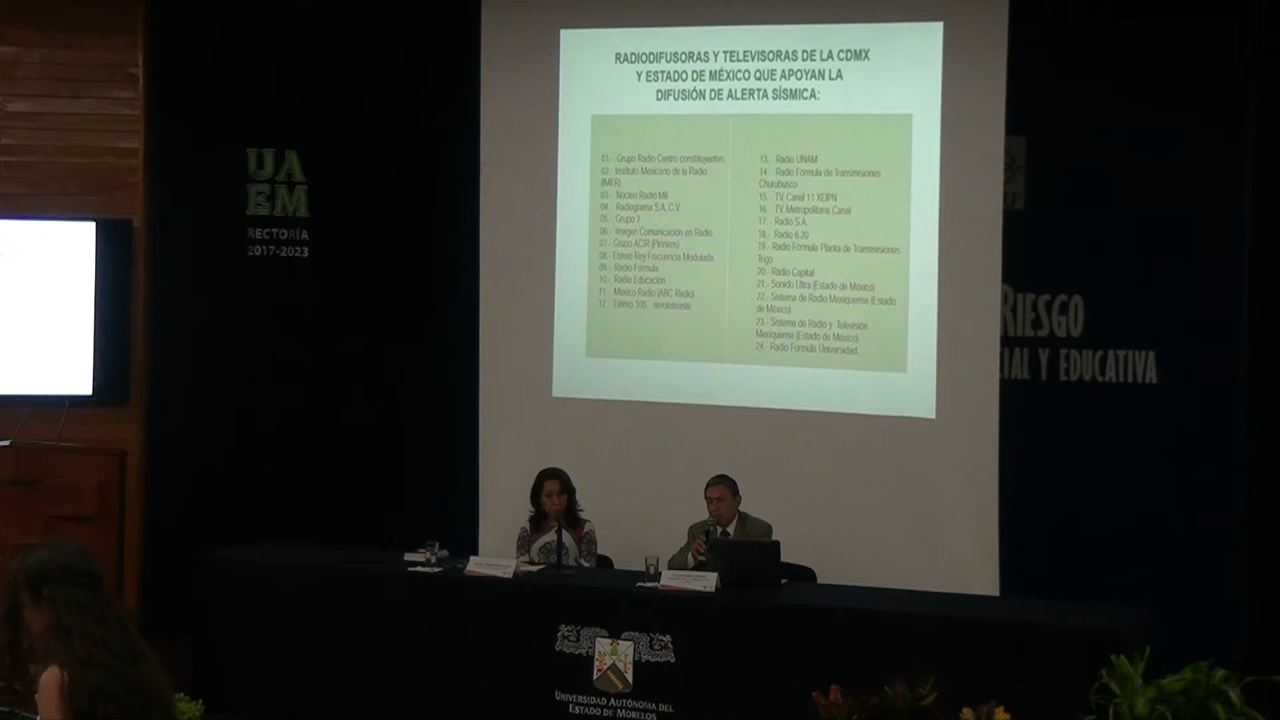 RADIODIFUSORAS Y TELEVISORAS DE LA CDMX
Y ESTADO DE MÉXICO QUE APOYAN LA
DIFUSIÓN DE ALERTA SÍSMICA:
01.- Grupo Radio Centro constituyentes
02.- Instituto Mexicano de la Radio
(IMER)
03.- Núcleo Radio Mil
04.- Radiograma S.A. C.V.
05.- Grupo 7
06.- Imagen Comunicación en Radio
07.- Grupo ACIR (Pirineos)
08.- Estéreo Rey Frecuencia Modulada
09.- Radio Fórmula
10.- Radio Educación
11.- México Radio (ABC Radio)
12.- Estéreo 100.-
13.- Radio UNAM
14.- Radio Fórmula de Transmisiones
Churubusco
15.- TV. Canal 11 XEIPN
16.- TV. Metropolitana Canal
17.- Radio S.A.
18.- Radio 6.20
19.- Radio Fórmula Planta de Transmisiones
Trigo
20.- Radio Capital
21.- Sonido Ultra (Estado de México)
22.- Sistema de Radio Mexiquense (Estado
de México)
23.- Sistema de Radio y Televisión
Mexiquense (Estado de México)
24.- Radio Formula Universidad.
UA
EM
RECTORÍA
2017-2023
RIESGO
CIAL Y EDUCATIVA
UNIVERSIDAD AUTÓNOMA DEL
ESTADO DE MORELOS